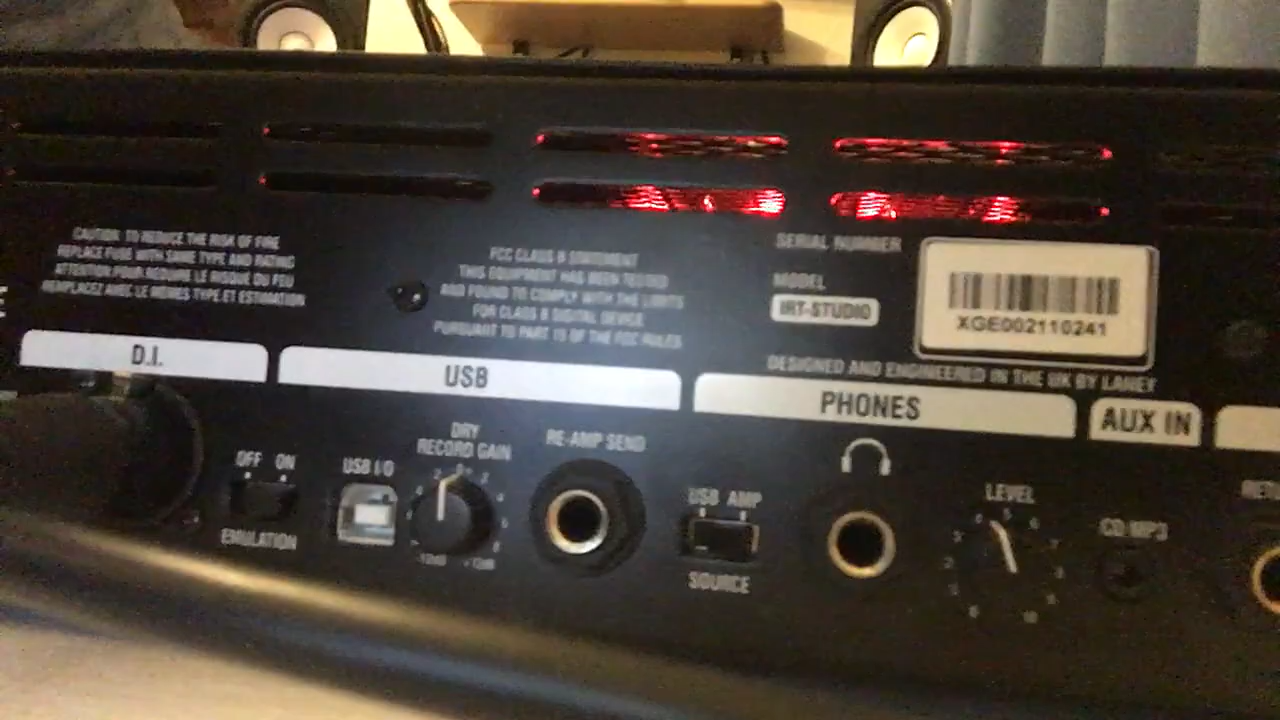 CAUTION: TO REDUCE THE RISK OF FIRE
REPLACE FUSE WITH SAME TYPE AND RATING
ATTENTION POUR REDUIRE LE RISQUE DU FEU
REMPLACEZ AVEC LE MEMES TYPE ET ESTIMATION
FCC CLASS B STATEMENT
THIS EQUIPMENT HAS BEEN TESTED
AND FOUND TO COMPLY WITH THE LIMITS
FOR CLASS B DIGITAL DEVICE
PURSUANT TO PART 15 OF THE FCC RULES
SERIAL NUMBER
MODEL
IRT-STUDIO
XGE002110241
DESIGNED AND ENGINEERED IN THE UK BY LANEY
D.I.
USB
PHONES
AUX IN
OFF ON
EMULATION
USB I/O
DRY
RECORD GAIN
-12dB +12dB
RE-AMP SEND
USB AMP
SOURCE
LEVEL
CD/MP3